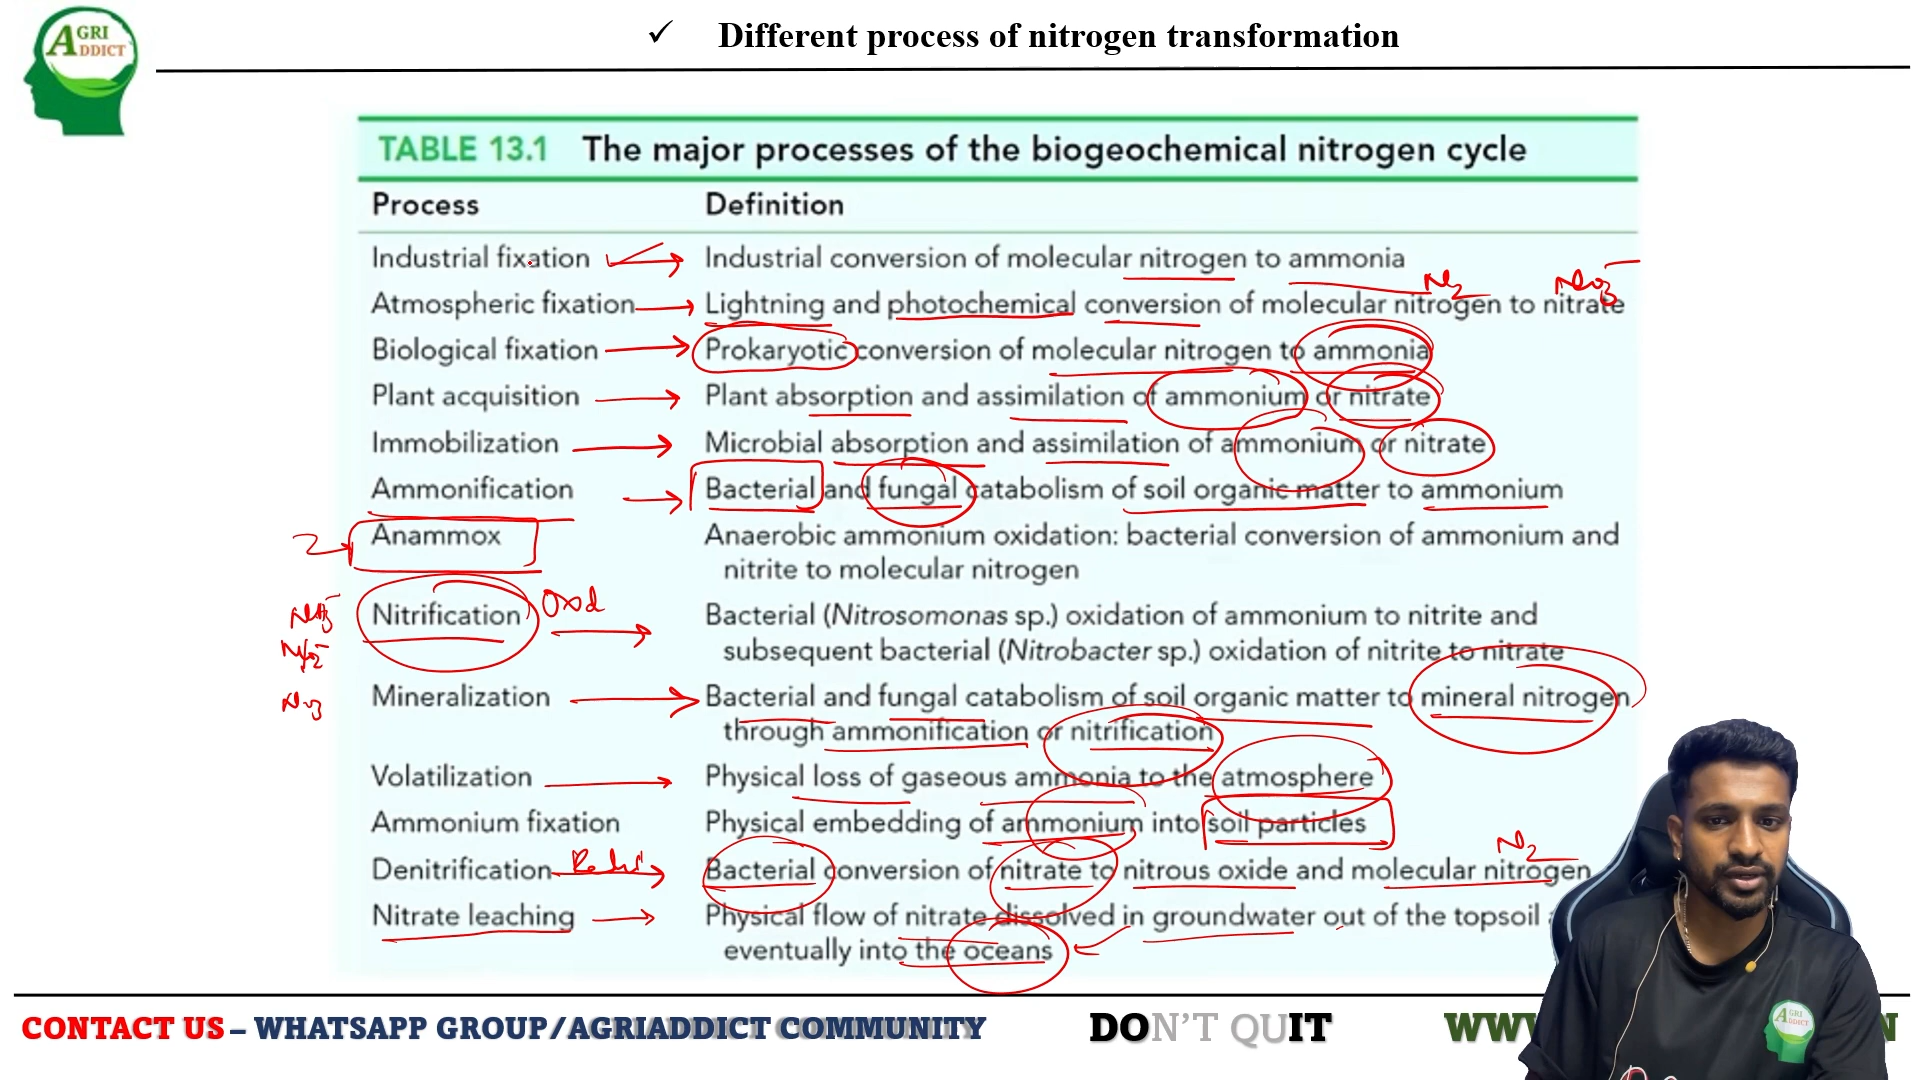 AGRI
ADDICT
✓ Different process of nitrogen transformation
TABLE 13.1 The major processes of the biogeochemical nitrogen cycle
Process Definition
Industrial fixation Industrial conversion of molecular nitrogen to ammonia
N2 NO3-
Atmospheric fixation Lightning and photochemical conversion of molecular nitrogen to nitrate
Biological fixation Prokaryotic conversion of molecular nitrogen to ammonia
Plant acquisition Plant absorption and assimilation of ammonium or nitrate
Immobilization Microbial absorption and assimilation of ammonium or nitrate
Ammonification Bacterial and fungal catabolism of soil organic matter to ammonium
Anammox Anaerobic ammonium oxidation: bacterial conversion of ammonium and
nitrite to molecular nitrogen
Nitrification Oxd Bacterial (Nitrosomonas sp.) oxidation of ammonium to nitrite and
subsequent bacterial (Nitrobacter sp.) oxidation of nitrite to nitrate
Mineralization Bacterial and fungal catabolism of soil organic matter to mineral nitrogen
through ammonification or nitrification
Volatilization Physical loss of gaseous ammonia to the atmosphere
Ammonium fixation Physical embedding of ammonium into soil particles
N2
Denitrification Bacterial conversion of nitrate to nitrous oxide and molecular nitrogen
Nitrate leaching Physical flow of nitrate dissolved in groundwater out of the topsoil
eventually into the oceans
CONTACT US – WHATSAPP GROUP/AGRIADDICT COMMUNITY DON'T QUIT WWW
AGRI
ADDICT